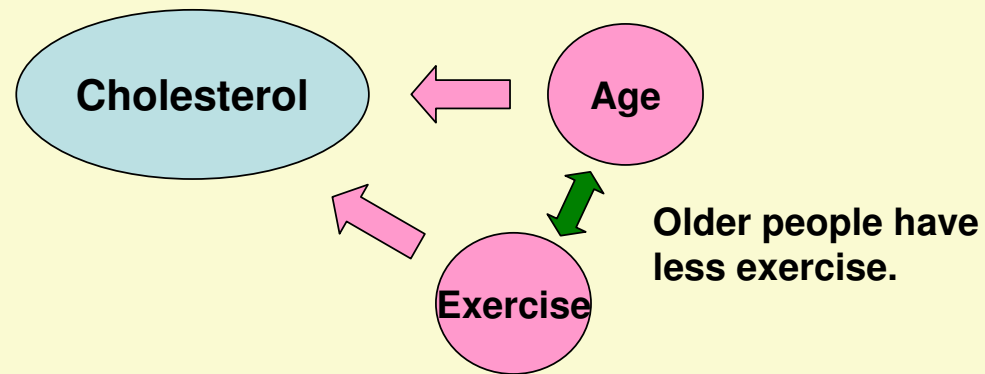 Cholesterol
Age
Older people have
less exercise.
Exercise